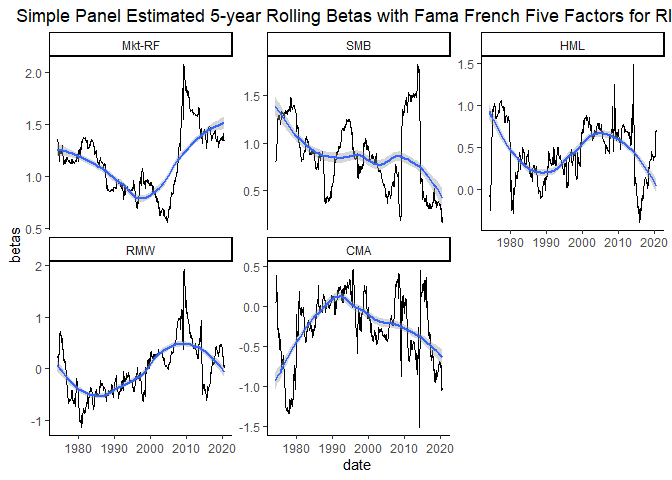 Simple Panel Estimated 5-year Rolling Betas with Fama French Five Factors for
Mkt-RF SMB HML
2.0 1.5 1.5
1.5 1.0 1.0
1.0 0.5 0.5
0.5 0.0
1980 1990 2000 2010 2020
betas
RMW CMA
2 0.5
1 0.0
0 -0.5
-1 -1.0
-1.5
1980 1990 2000 2010 2020 1980 1990 2000 2010 2020
date